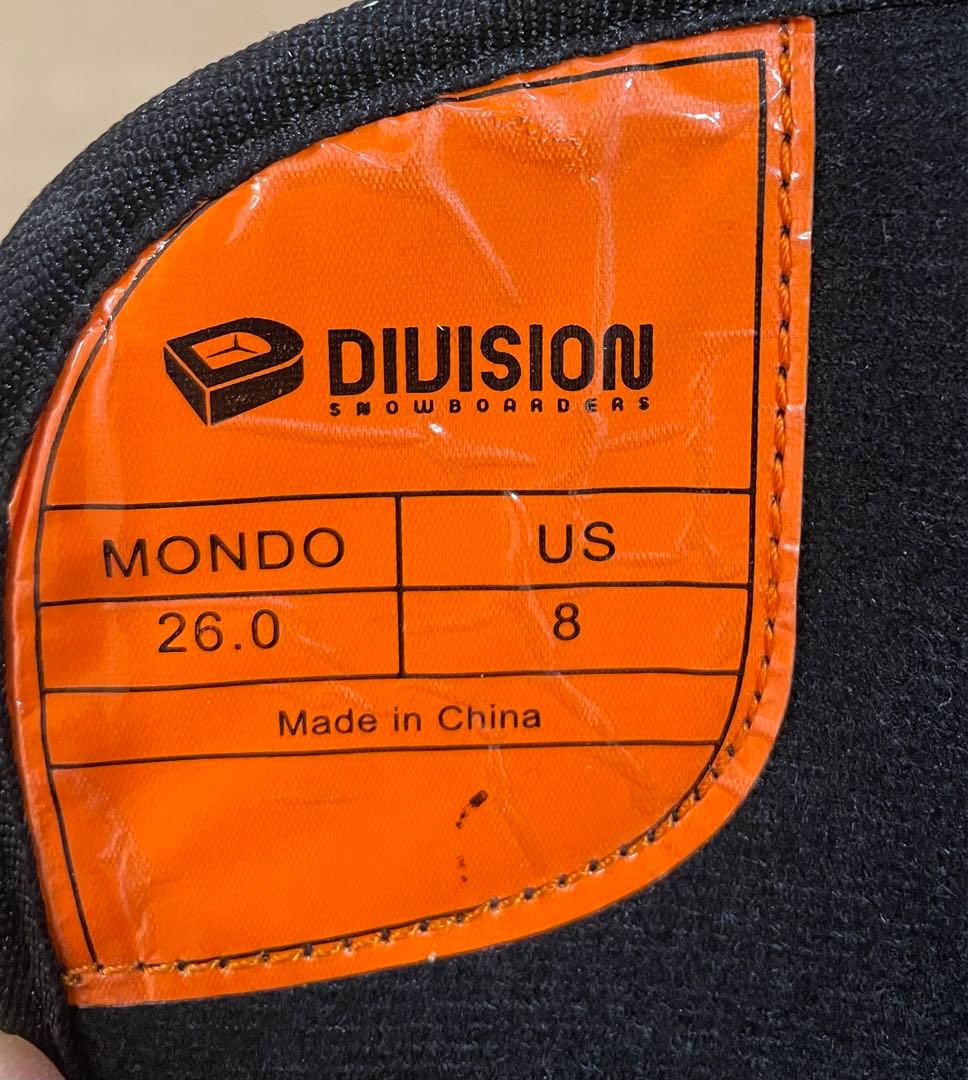 DIVISION
SNOWBOARDERS
MONDO US
26.0 8
Made in China